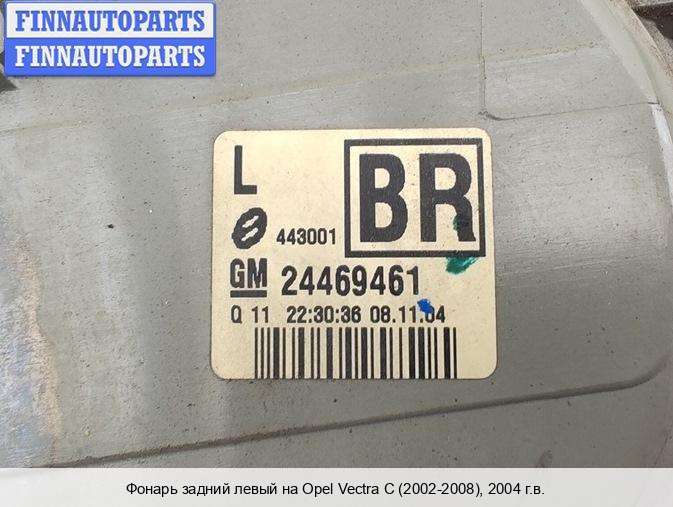 FINNAUTOPARTS
FINNAUTOPARTS
L
BR
443001
GM 24469461
Q 11 22:30:36 08.11.04
Фонарь задний левый на Opel Vectra C (2002-2008), 2004 г.в.